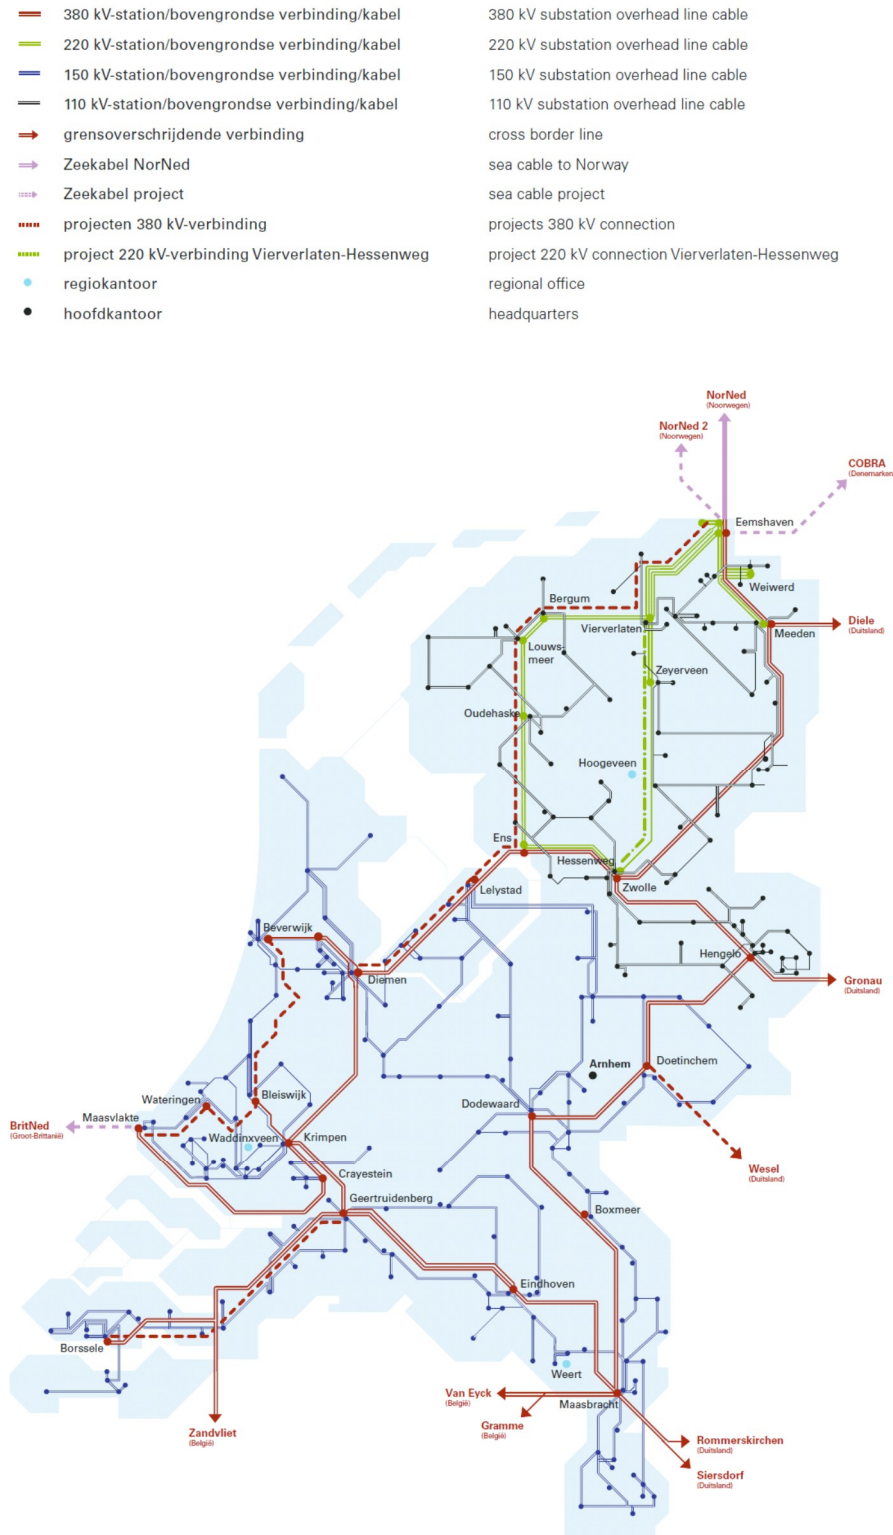 380 kV-station/bovengrondse verbinding/kabel 380 kV substation overhead line cable
220 kV-station/bovengrondse verbinding/kabel 220 kV substation overhead line cable
150 kV-station/bovengrondse verbinding/kabel 150 kV substation overhead line cable
110 kV-station/bovengrondse verbinding/kabel 110 kV substation overhead line cable
grensoverschrijdende verbinding cross border line
Zeekabel NorNed sea cable to Norway
Zeekabel project sea cable project
projecten 380 kV-verbinding projects 380 kV connection
project 220 kV-verbinding Vierverlaten-Hessenweg project 220 kV connection Vierverlaten-Hessenweg
regiokantoor regional office
hoofdkantoor headquarters
NorNed
(Noorwegen)
NorNed 2
(Noorwegen)
COBRA
(Denemarken
Eemshaven
Weiwerd
Bergum
Vierverlaten
Meeden
Diele
(Duitsland)
Louws-
meer
Zeyerveen
Oudehaske
Hoogeveen
Ens
Hessenweg
Zwolle
Lelystad
Beverwijk
Hengelo
Diemen
Gronau
(Duitsland)
Arnhem
Doetinchem
Bleiswijk
Wateringen
Dodewaard
Maasvlakte
BritNed
(Groot-Brittanië)
Waddinxveen
Krimpen
Wesel
(Duitsland)
Crayestein
Geertruidenberg
Boxmeer
Eindhoven
Borssele
Weert
Van Eyck
(België)
Maasbracht
Gramme
(België)
Zandvliet
(België)
Rommerskirchen
(Duitsland)
Siersdorf
(Duitsland)